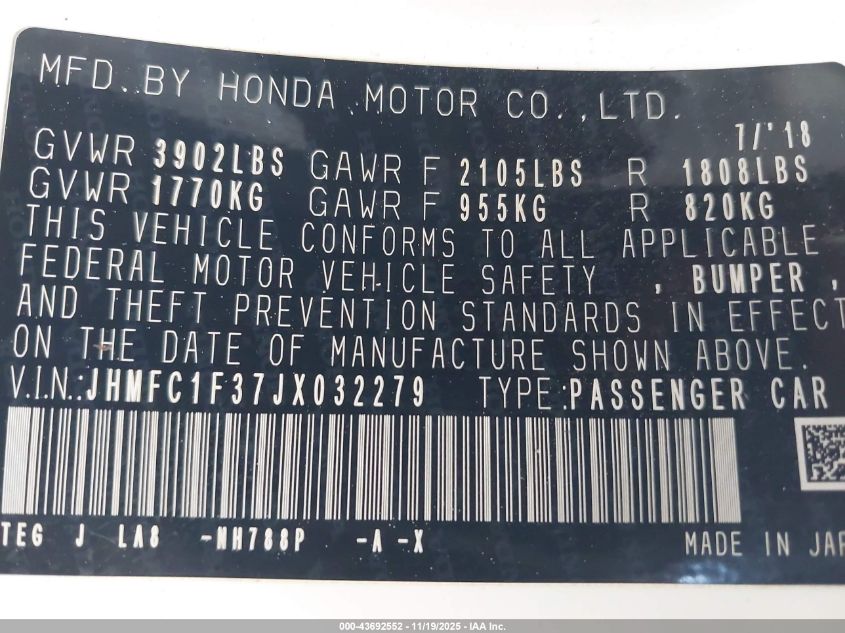 MFD. BY HONDA MOTOR CO., LTD.
7/'18
GVWR 3902LBS GAWR F 2105LBS R 1808LBS
GVWR 1770KG GAWR F 955KG R 820KG
THIS VEHICLE CONFORMS TO ALL APPLICABLE
FEDERAL MOTOR VEHICLE SAFETY , BUMPER ,
AND THEFT PREVENTION STANDARDS IN EFFECT
ON THE DATE OF MANUFACTURE SHOWN ABOVE.
V.I.N.:JHMFC1F37JX032279 TYPE:PASSENGER CAR
TEG J LA8 -NH788P -A -X MADE IN JAP
000-43692552 - 11/19/2025 - IAA Inc.